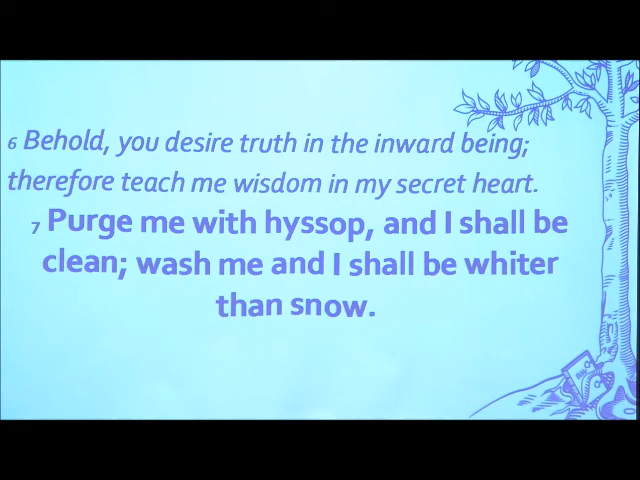 6 Behold, you desire truth in the inward being;
therefore teach me wisdom in my secret heart.
7 Purge me with hyssop, and I shall be
clean; wash me and I shall be whiter
than snow.